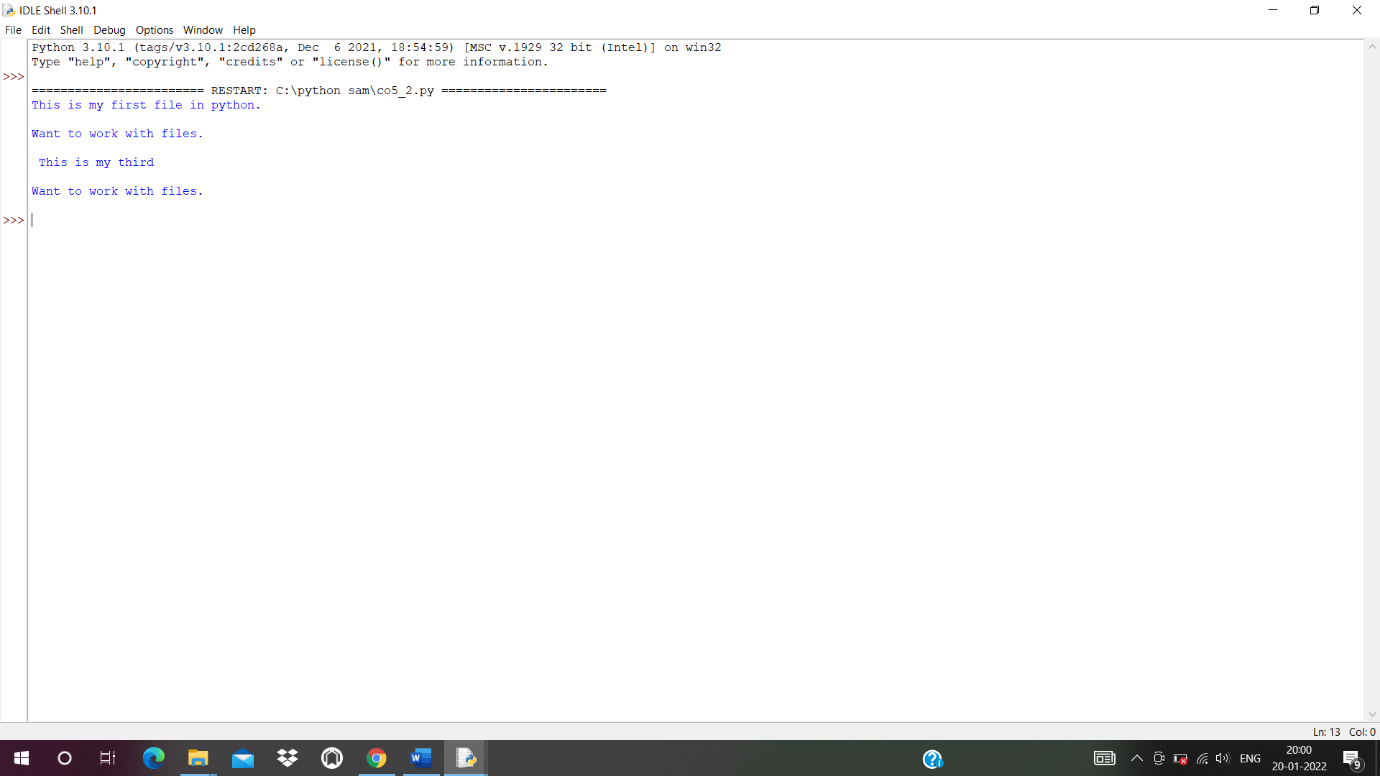 IDLE Shell 3.10.1
File Edit Shell Debug Options Window Help
Python 3.10.1 (tags/v3.10.1:2cd268a, Dec  6 2021, 18:54:59) [MSC v.1929 32 bit (Intel)] on win32
Type "help", "copyright", "credits" or "license()" for more information.
>>>
======================== RESTART: C:\python sam\co5_2.py =======================
This is my first file in python.
Want to work with files.
 This is my third
Want to work with files.
>>>
Ln: 13 Col: 0
W
ENG
20:00
20-01-2022
9